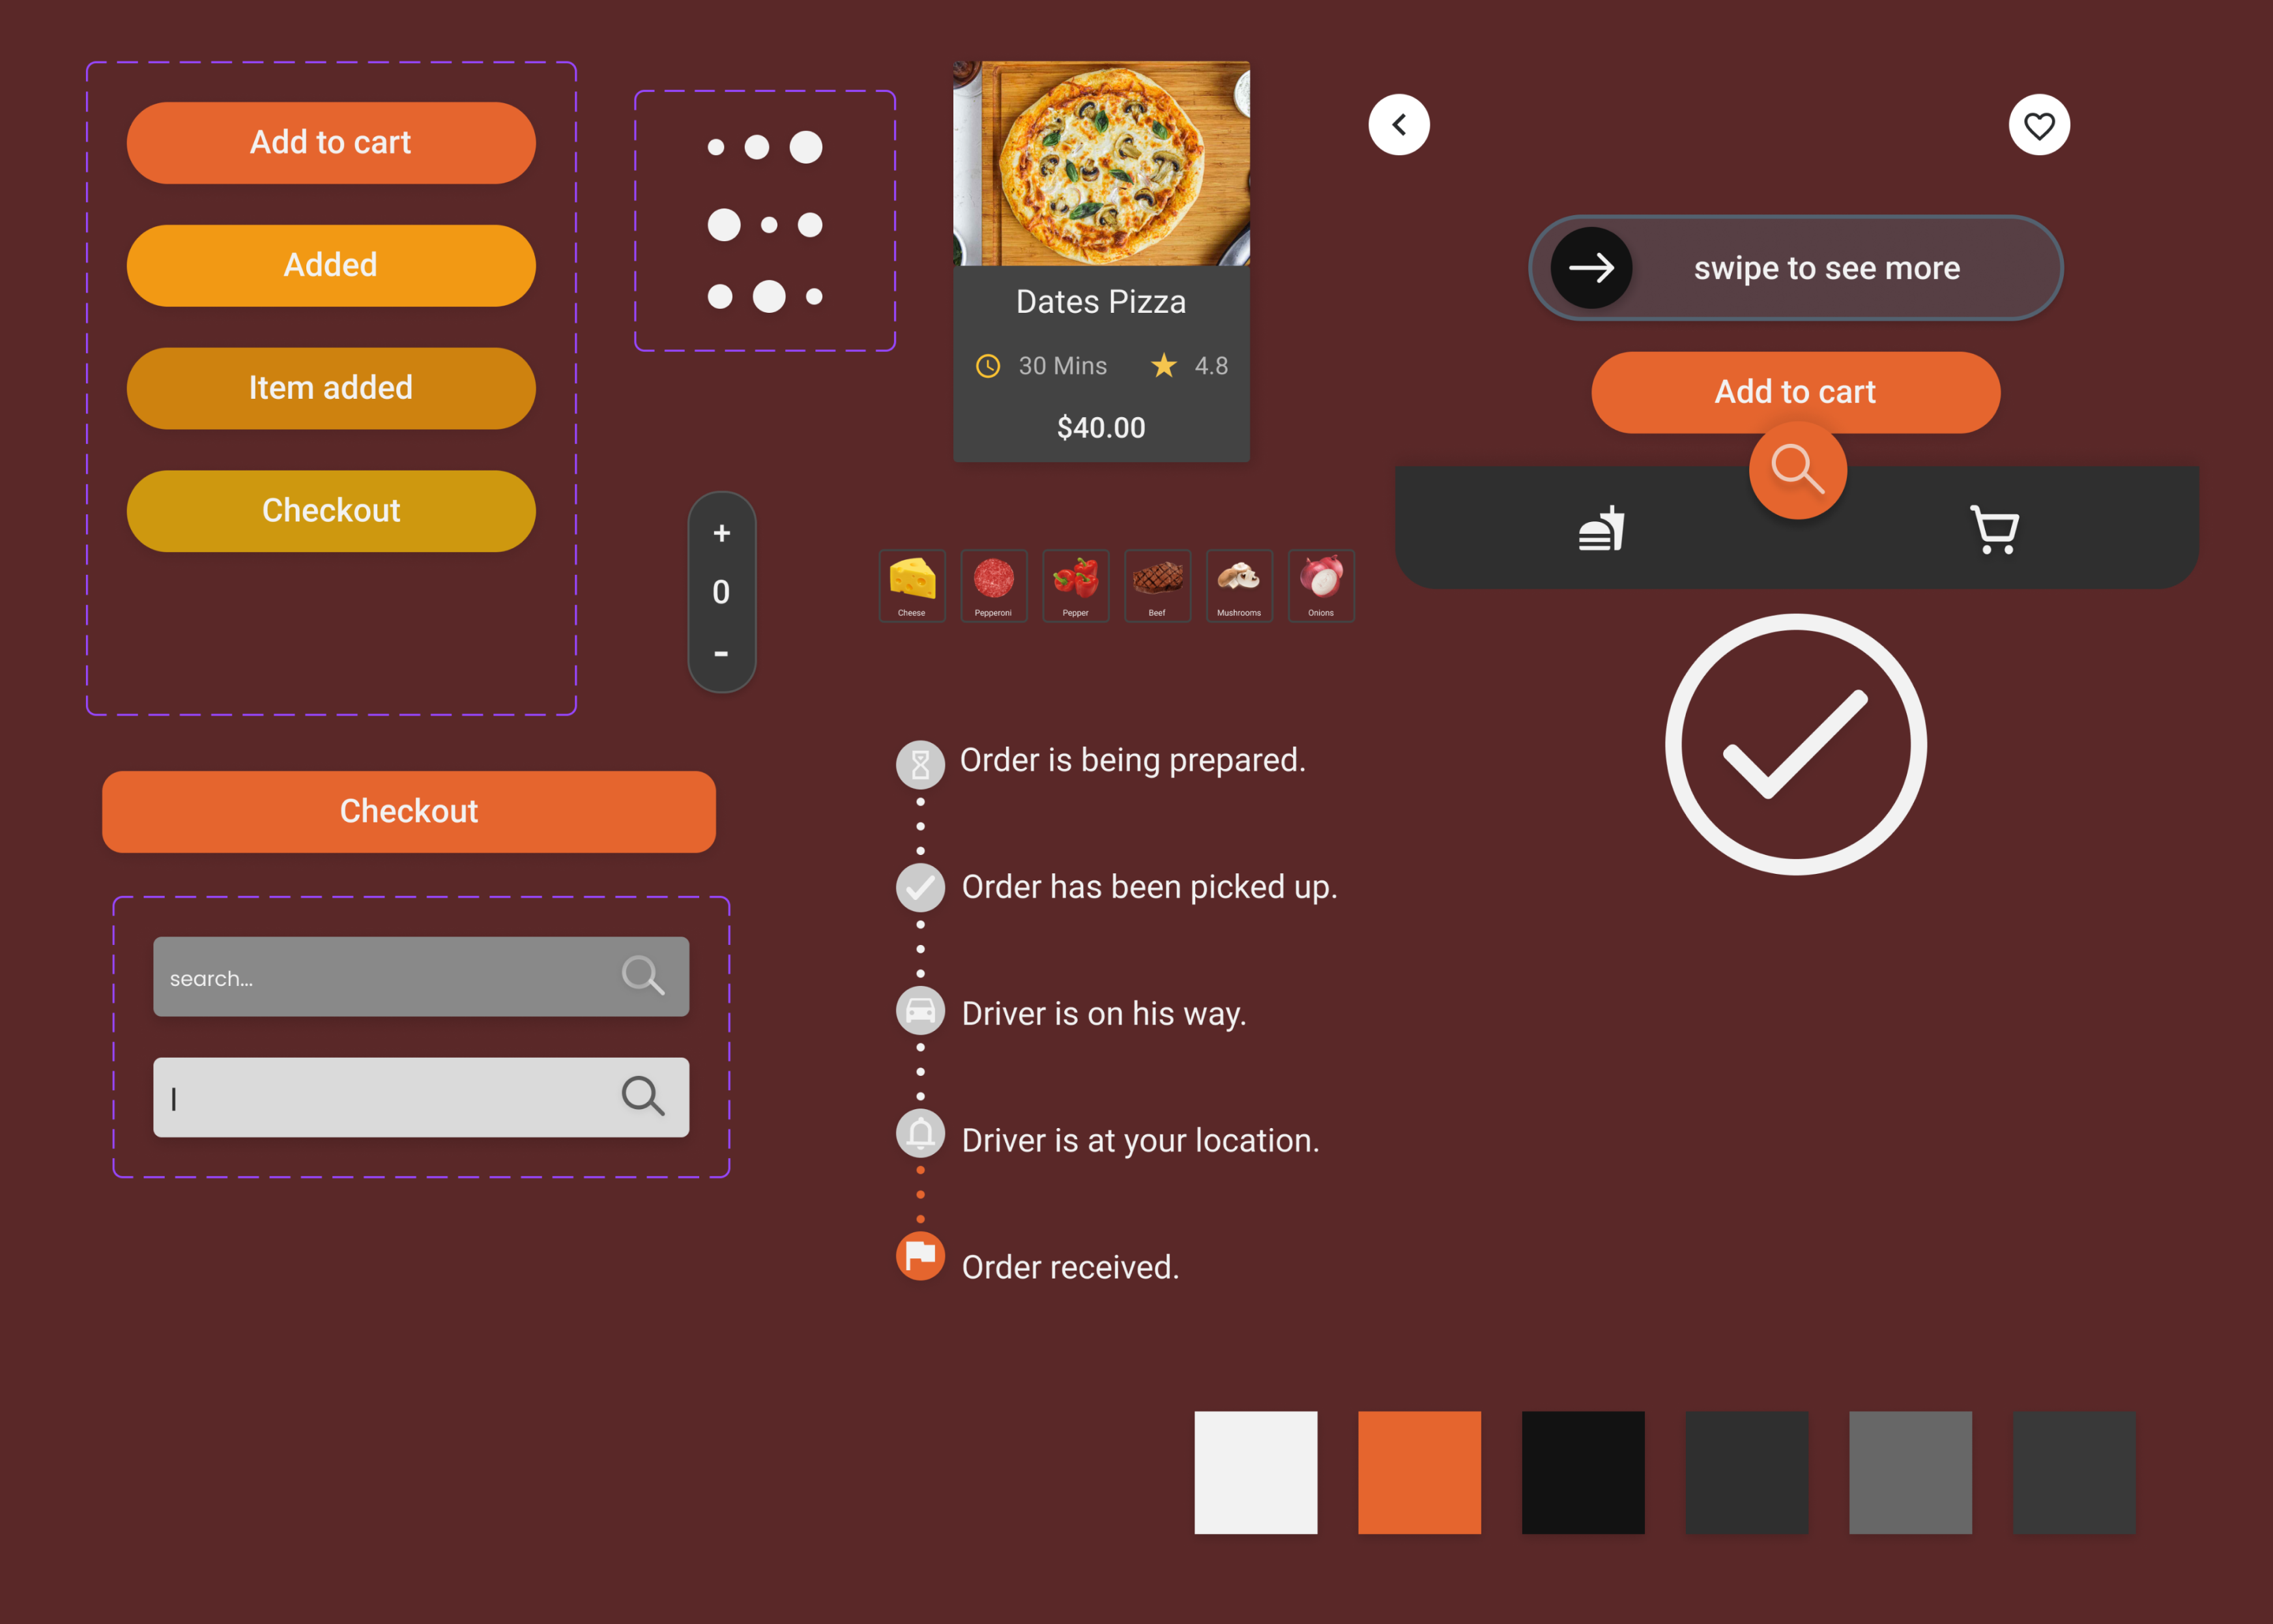 Add to cart
Added
Item added
Checkout
Dates Pizza
30 Mins
4.8
$40.00
swipe to see more
Add to cart
+
0
-
Cheese
Pepperoni
Pepper
Beef
Mushrooms
Onions
Checkout
search...
Order is being prepared.
Order has been picked up.
Driver is on his way.
Driver is at your location.
Order received.